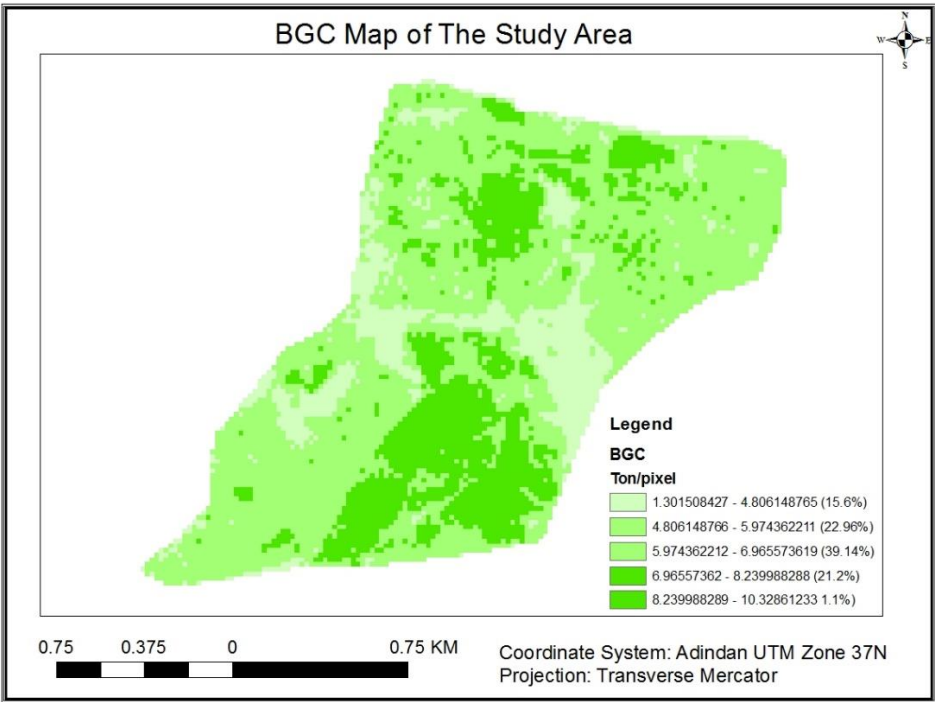 BGC Map of The Study Area
N
W E
S
Legend
BGC
Ton/pixel
1.301508427 - 4.806148765 (15.6%)
4.806148766 - 5.974362211 (22.96%)
5.974362212 - 6.965573619 (39.14%)
6.96557362 - 8.239988288 (21.2%)
8.239988289 - 10.32861233 1.1%)
0.75 0.375 0 0.75 KM
Coordinate System: Adindan UTM Zone 37N
Projection: Transverse Mercator